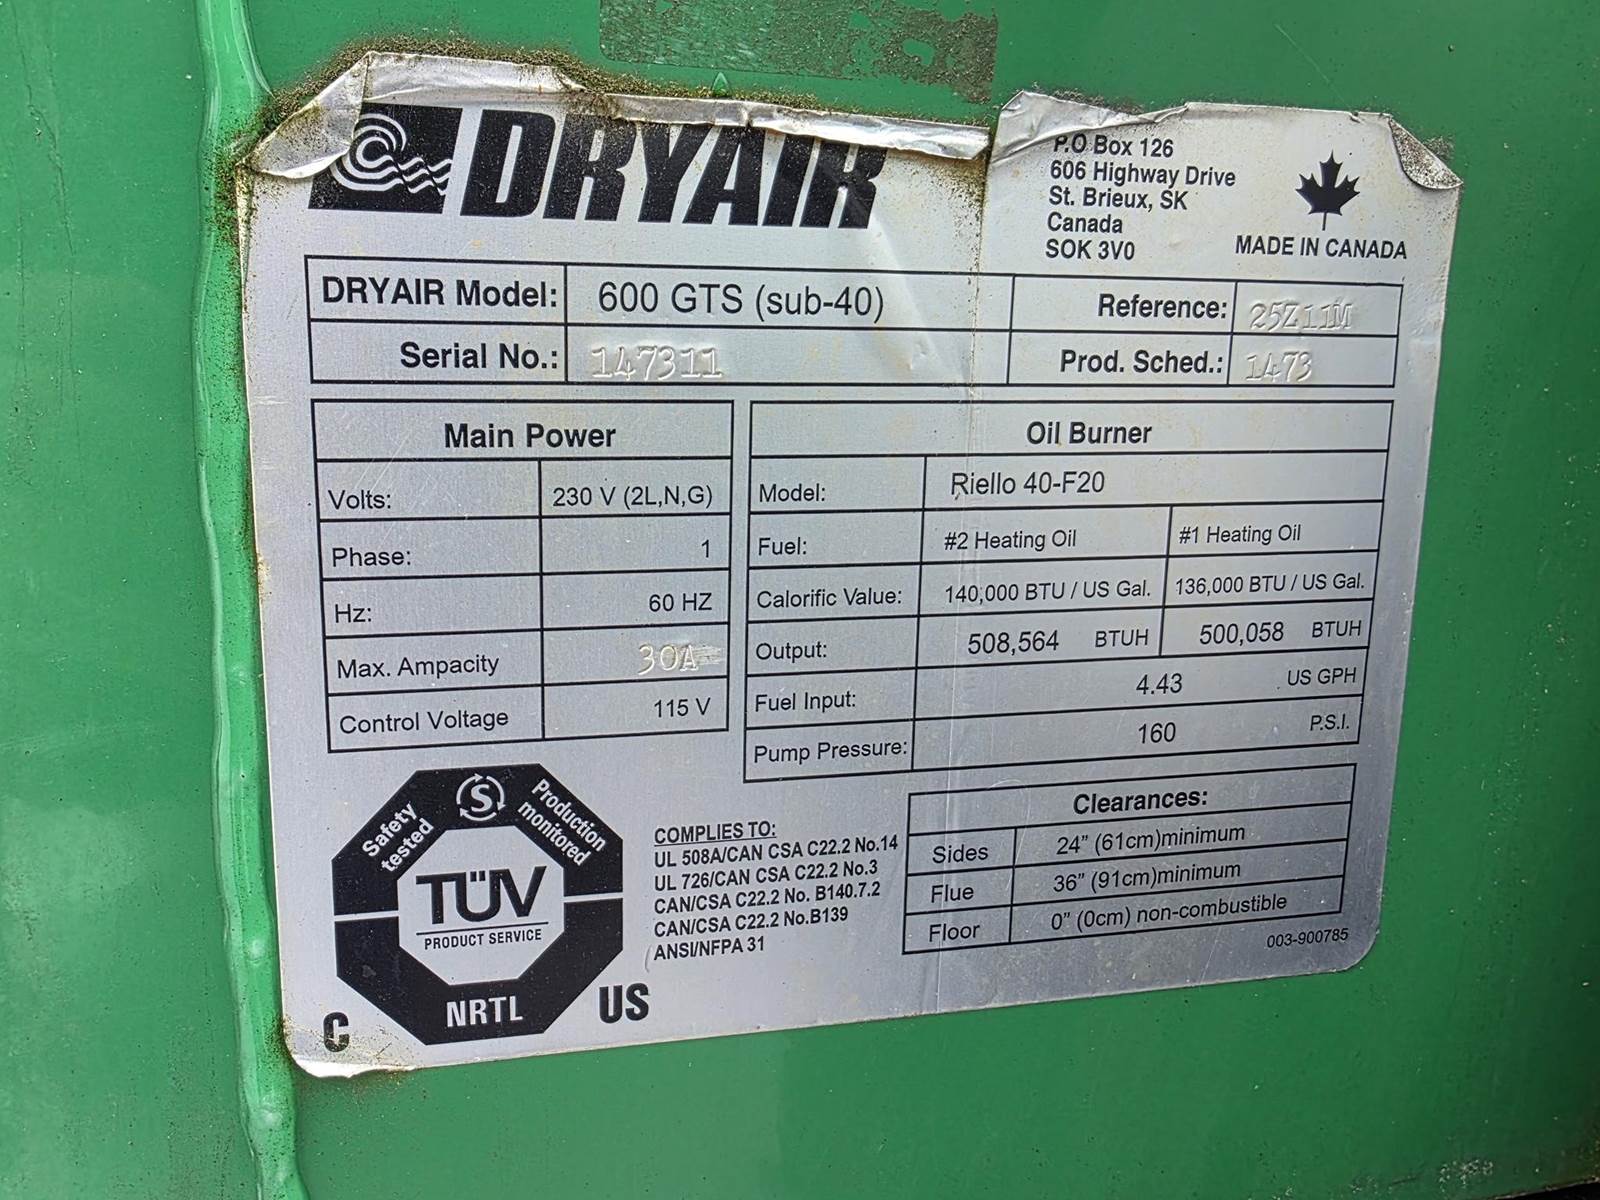 DRYAIR
P.O Box 126
606 Highway Drive
St. Brieux, SK
Canada
SOK 3V0
MADE IN CANADA
DRYAIR Model: 600 GTS (sub-40) Reference: 25Z11M
Serial No.: 147311 Prod. Sched.: 1473
Main Power
Volts: 230 V (2L,N,G)
Phase: 1
Hz: 60 HZ
Max. Ampacity 30A
Control Voltage 115 V
Oil Burner
Model: Riello 40-F20
Fuel: #2 Heating Oil #1 Heating Oil
Calorific Value: 140,000 BTU / US Gal. 136,000 BTU / US Gal.
Output: 508,564 BTUH 500,058 BTUH
Fuel Input: 4.43 US GPH
Pump Pressure: 160 P.S.I.
Safety
tested
S
Production
monitored
TÜV
PRODUCT SERVICE
NRTL
C US
COMPLIES TO:
UL 508A/CAN CSA C22.2 No.14
UL 726/CAN CSA C22.2 No.3
CAN/CSA C22.2 No. B140.7.2
CAN/CSA C22.2 No.B139
ANSI/NFPA 31
Clearances:
Sides 24" (61cm)minimum
Flue 36" (91cm)minimum
Floor 0" (0cm) non-combustible
003-900785